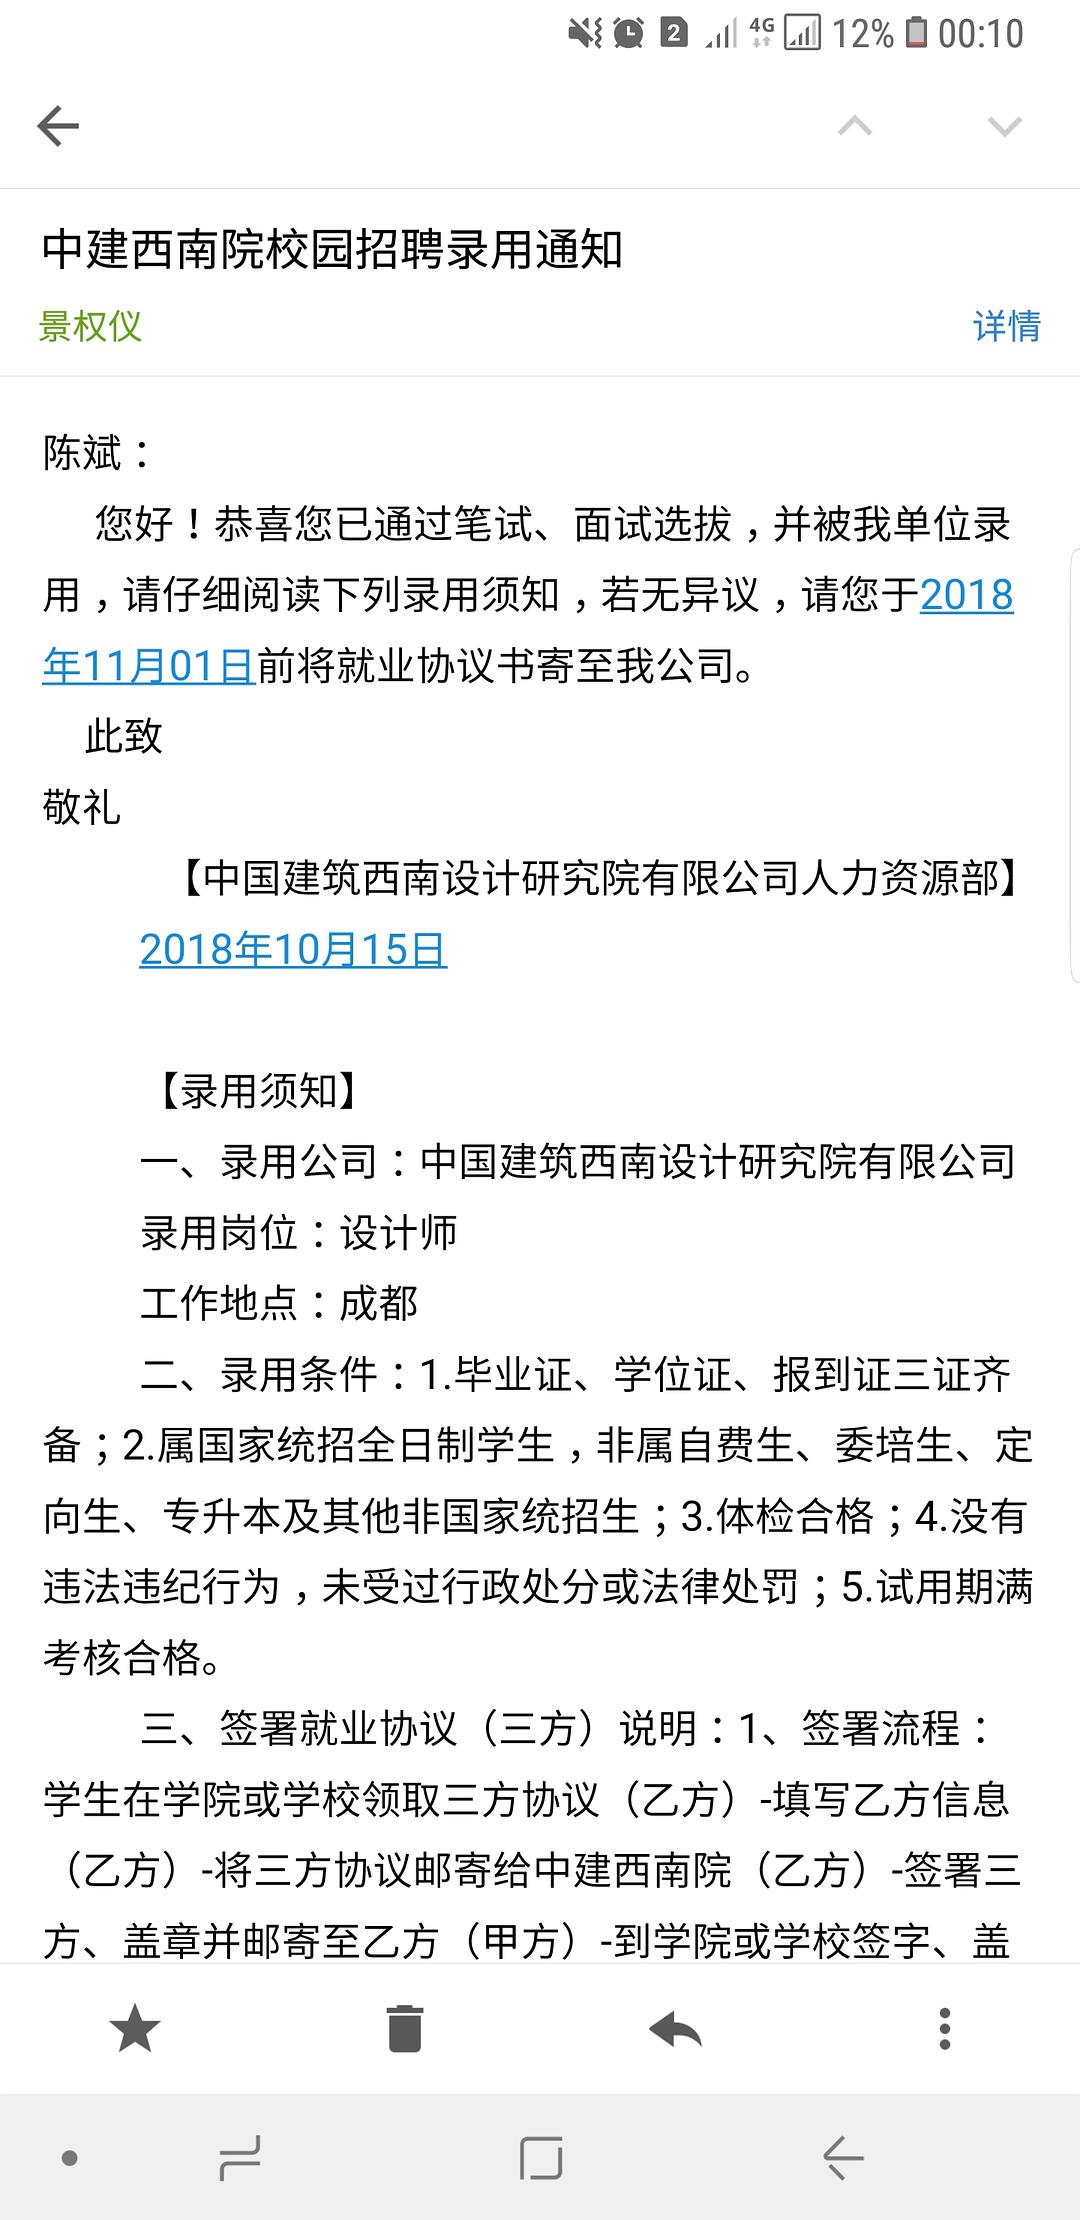 2 4G 12% 00:10
中建西南院校园招聘录用通知
景权仪 详情
陈斌：
您好！恭喜您已通过笔试、面试选拔，并被我单位录
用，请仔细阅读下列录用须知，若无异议，请您于2018
年11月01日前将就业协议书寄至我公司。
此致
敬礼
【中国建筑西南设计研究院有限公司人力资源部】
2018年10月15日
【录用须知】
一、录用公司：中国建筑西南设计研究院有限公司
录用岗位：设计师
工作地点：成都
二、录用条件：1.毕业证、学位证、报到证三证齐
备；2.属国家统招全日制学生，非属自费生、委培生、定
向生、专升本及其他非国家统招生；3.体检合格；4.没有
违法违纪行为，未受过行政处分或法律处罚；5.试用期满
考核合格。
三、签署就业协议（三方）说明：1、签署流程：
学生在学院或学校领取三方协议（乙方）-填写乙方信息
（乙方）-将三方协议邮寄给中建西南院（乙方）-签署三
方、盖章并邮寄至乙方（甲方）-到学院或学校签字、盖